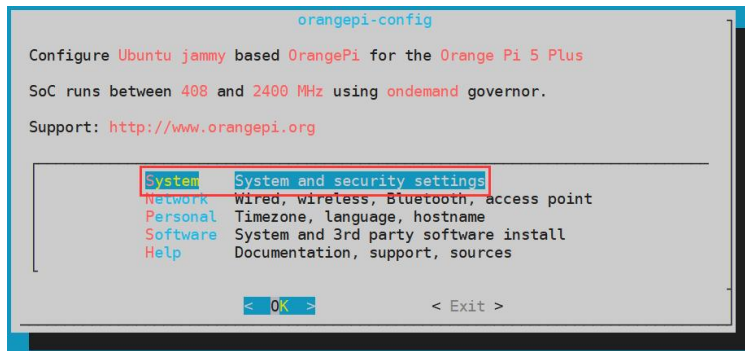 orangepi-config
Configure Ubuntu jammy based OrangePi for the Orange Pi 5 Plus
SoC runs between 408 and 2400 MHz using ondemand governor.
Support: http://www.orangepi.org
System System and security settings
Network Wired, wireless, Bluetooth, access point
Personal Timezone, language, hostname
Software System and 3rd party software install
Help Documentation, support, sources
< OK > < Exit >